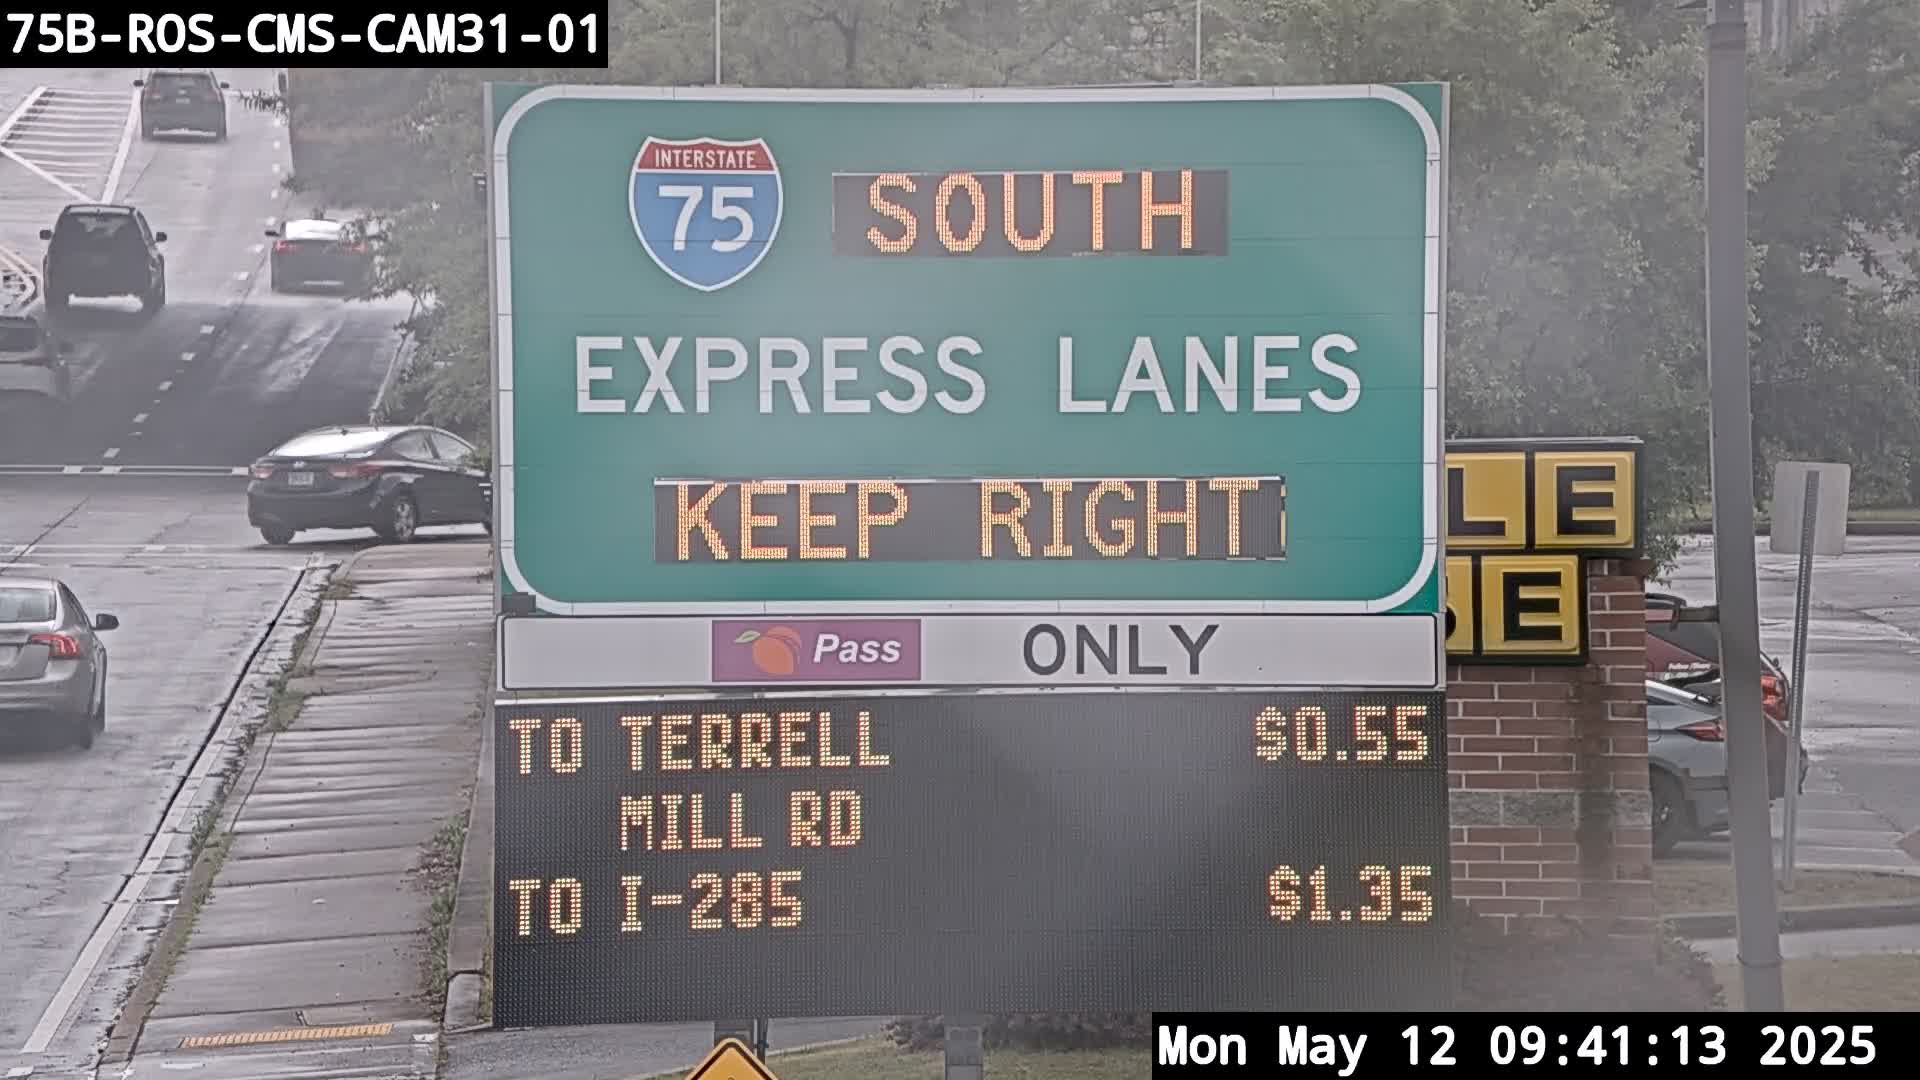 75B-ROS-CMS-CAM31-01
INTERSTATE
75
SOUTH
EXPRESS LANES
KEEP RIGHT
Pass ONLY
TO TERRELL $0.55
MILL RD
TO I-285 $1.35
LE
E
Mon May 12 09:41:13 2025